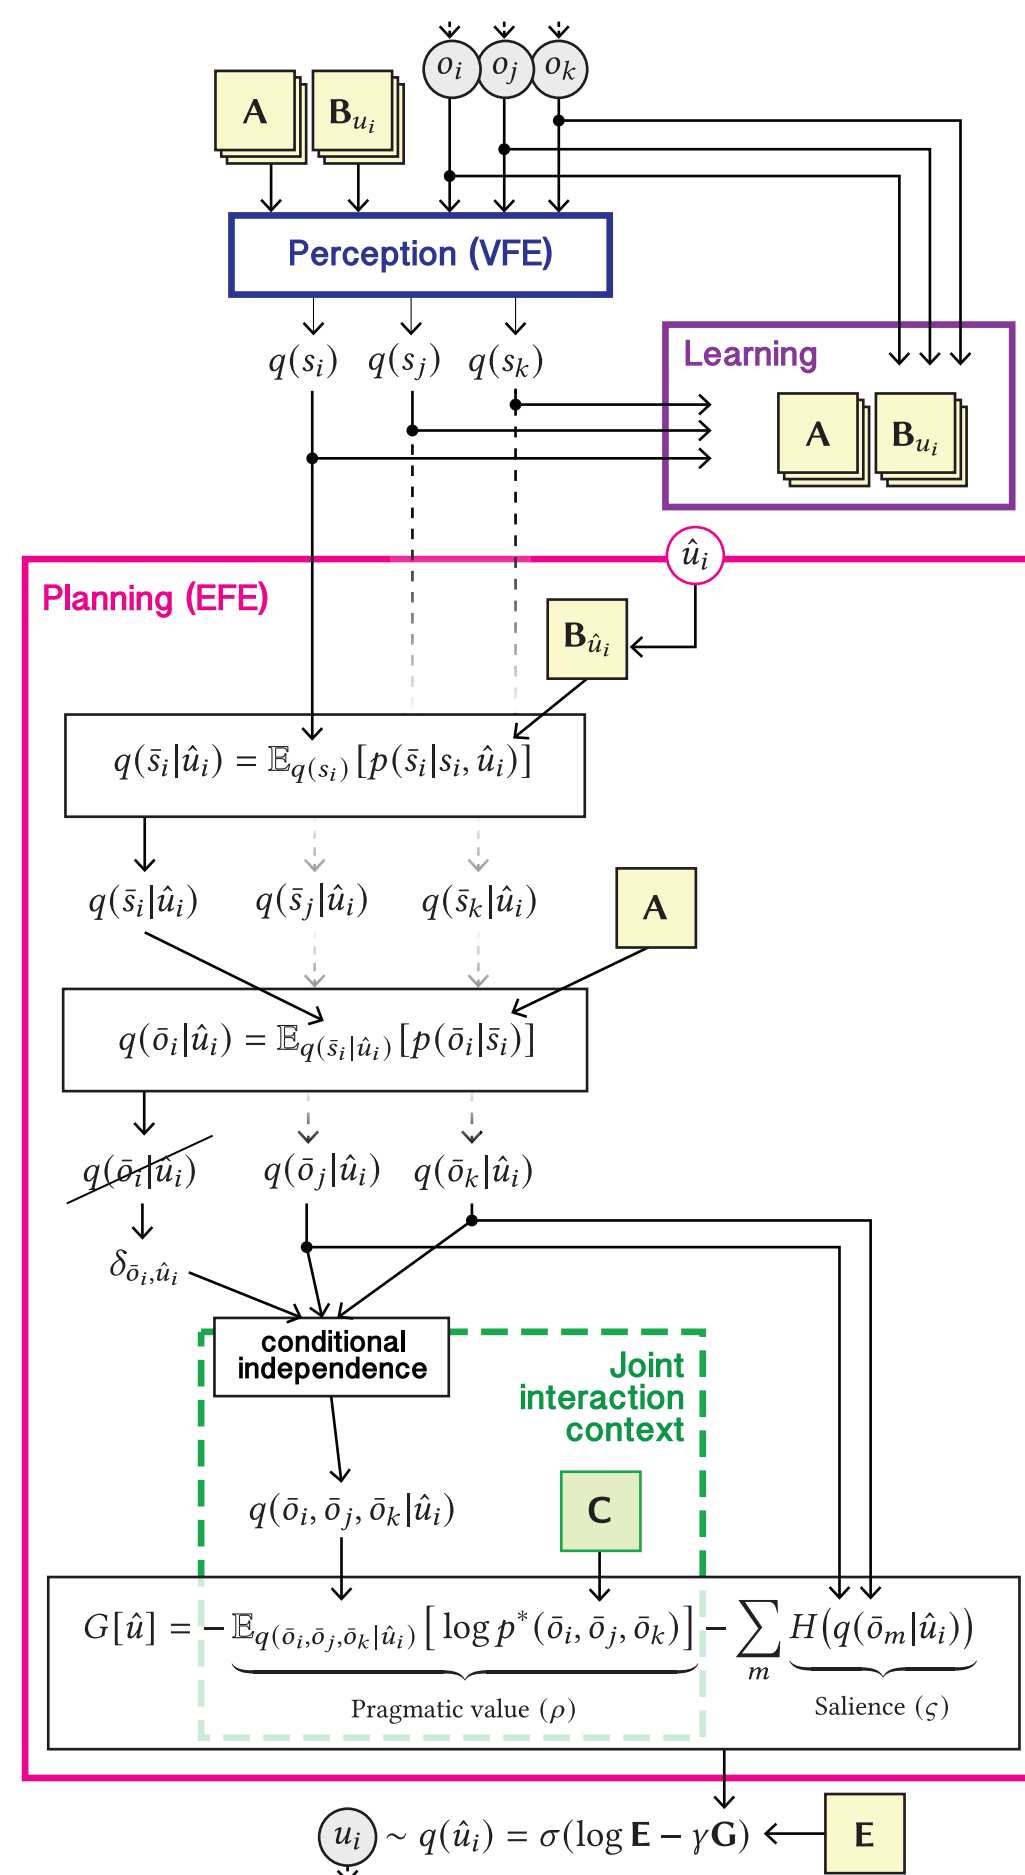 o_i o_j o_k
A B_{u_i}
Perception (VFE)
q(s_i) q(s_j) q(s_k)
Learning
A B_{u_i}
û_i
Planning (EFE)
B_{û_i}
q(s̄_i|û_i) = 𝔼_{q(s_i)}[p(s̄_i|s_i, û_i)]
q(s̄_i|û_i) q(s̄_j|û_i) q(s̄_k|û_i)
A
q(ō_i|û_i) = 𝔼_{q(s̄_i|û_i)}[p(ō_i|s̄_i)]
q(ō_i|û_i) q(ō_j|û_i) q(ō_k|û_i)
δ_{ō_i,û_i}
conditional
independence
Joint
interaction
context
q(ō_i, ō_j, ō_k|û_i)
C
G[û] = −𝔼_{q(ō_i,ō_j,ō_k|û_i)}[log p*(ō_i, ō_j, ō_k)] − ∑_m H(q(ō_m|û_i))
Pragmatic value (ρ) Salience (ς)
u_i ∼ q(û_i) = σ(log E − γG) E